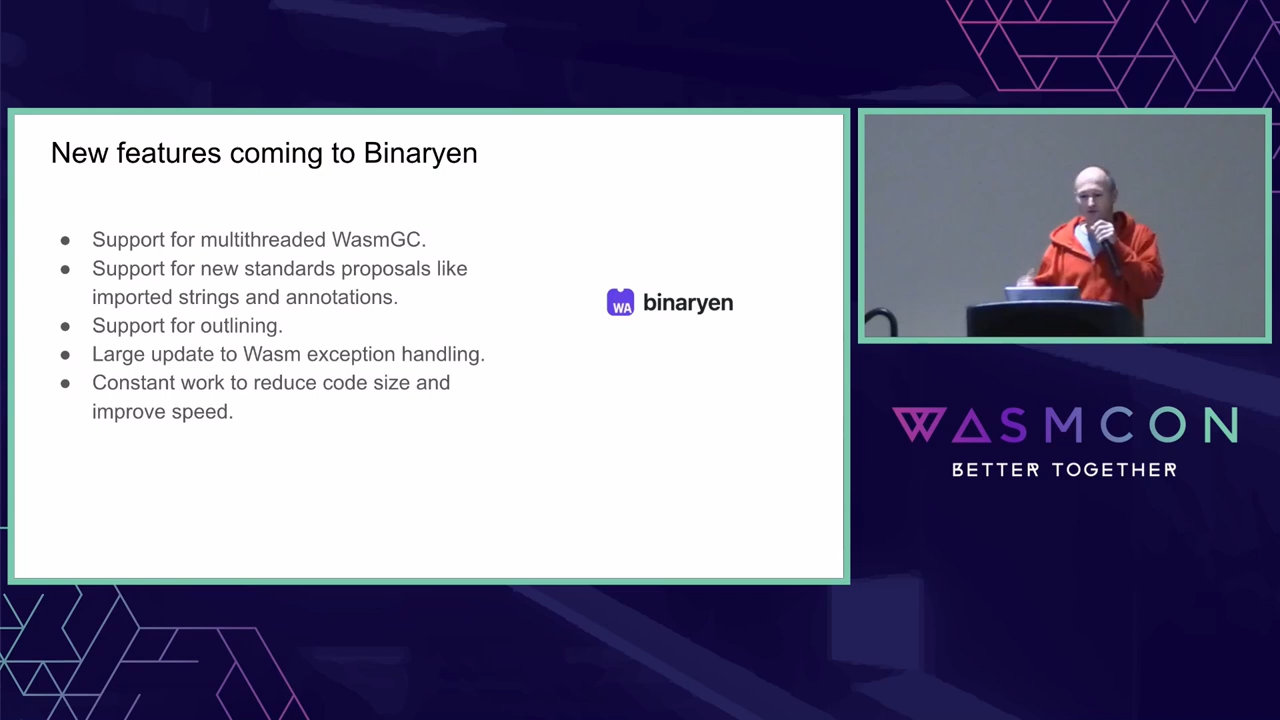 New features coming to Binaryen
● Support for multithreaded WasmGC.
● Support for new standards proposals like
imported strings and annotations.
● Support for outlining.
● Large update to Wasm exception handling.
● Constant work to reduce code size and
improve speed.
WA binaryen
WASMCON
BETTER TOGETHER